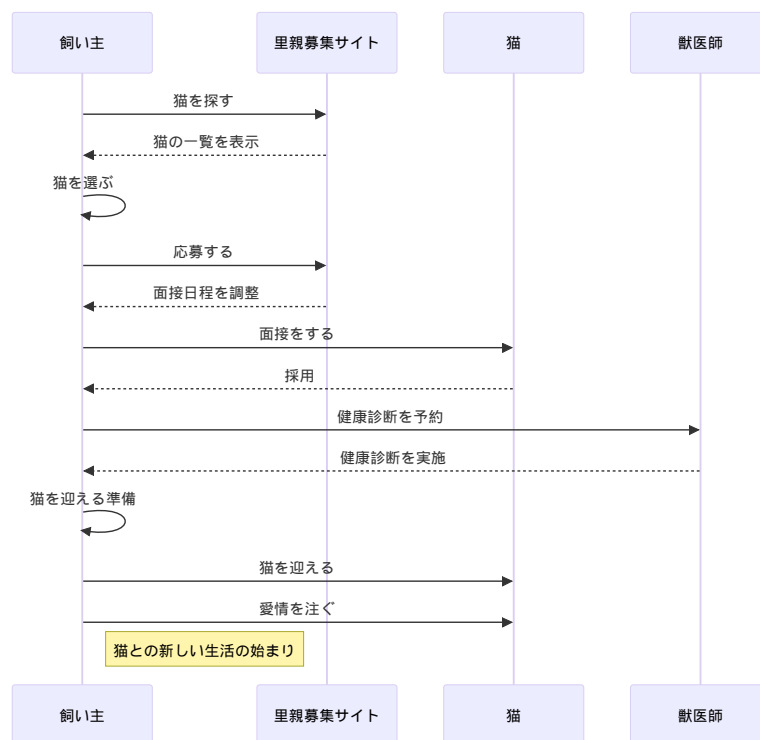 飼い主
里親募集サイト
猫
獣医師
猫を探す
猫の一覧を表示
猫を選ぶ
応募する
面接日程を調整
面接をする
採用
健康診断を予約
健康診断を実施
猫を迎える準備
猫を迎える
愛情を注ぐ
猫との新しい生活の始まり
飼い主
里親募集サイト
猫
獣医師